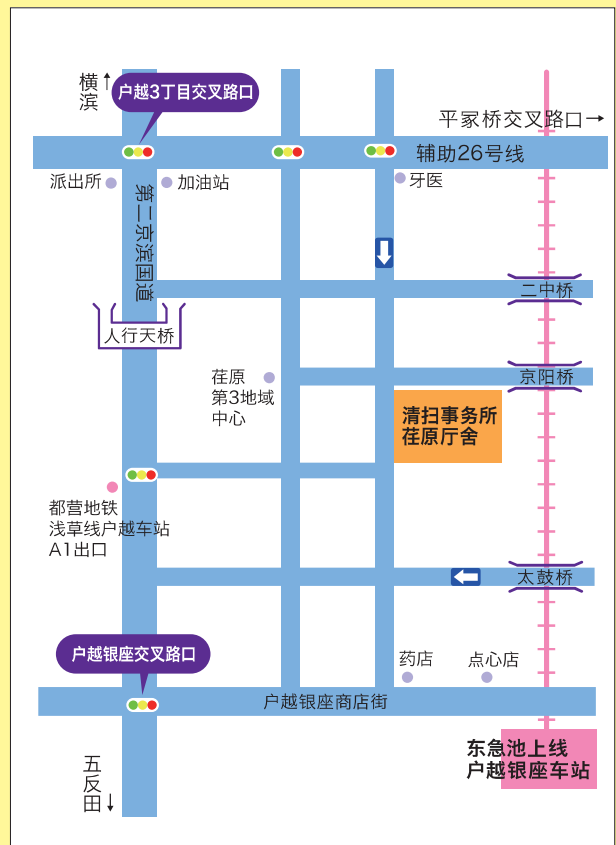 横滨
户越3丁目交叉路口
平家桥交叉路口→
辅助26号线
派出所
加油站
牙医
第二京滨国道
二中桥
人行天桥
京阳桥
荏原
第3地域
中心
清扫事务所
荏原厅舍
都营地铁
浅草线户越车站
A1出口
太鼓桥
户越银座交叉路口
药店
点心店
户越银座商店街
东急池上线
户越银座车站
五反田